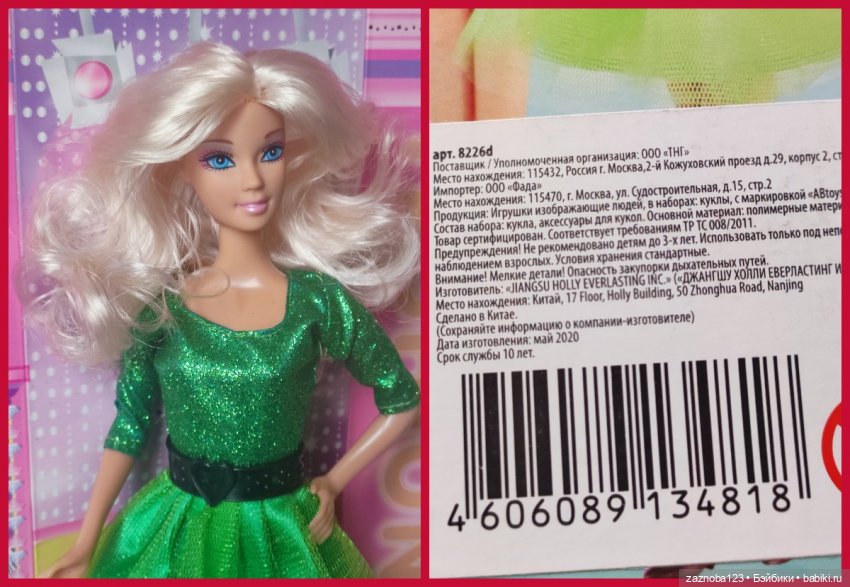 арт. 8226d
Поставщик / Уполномоченная организация: ООО «ТНГ»
Место нахождения: 115432, Россия г. Москва,2-й Кожуховский проезд д.29, корпус 2, ст
Импортер: ООО «Фада»
Место нахождения: 115470, г. Москва, ул. Судостроительная, д.15, стр.2
Продукция: Игрушки изображающие людей, в наборах: куклы, с маркировкой «ABtoys
Состав набора: кукла, аксессуары для кукол. Основной материал: полимерные матери
Товар сертифицирован. Соответствует требованиям ТР ТС 008/2011.
Предупреждения! Не рекомендовано детям до 3-х лет. Использовать только под неп
наблюдением взрослых. Условия хранения стандартные.
Внимание! Мелкие детали! Опасность закупорки дыхательных путей.
Изготовитель: «JIANGSU HOLLY EVERLASTING INC.» («ДЖАНГШУ ХОЛЛИ ЕВЕРЛАСТИНГ И
Место нахождения: Китай, 17 Floor, Holly Building, 50 Zhonghua Road, Nanjing
Сделано в Китае.
(Сохраняйте информацию о компании-изготовителе)
Дата изготовления: май 2020
Срок службы 10 лет.
4 606089 134818
zaznoba123 • Бэйбики • babiki.ru